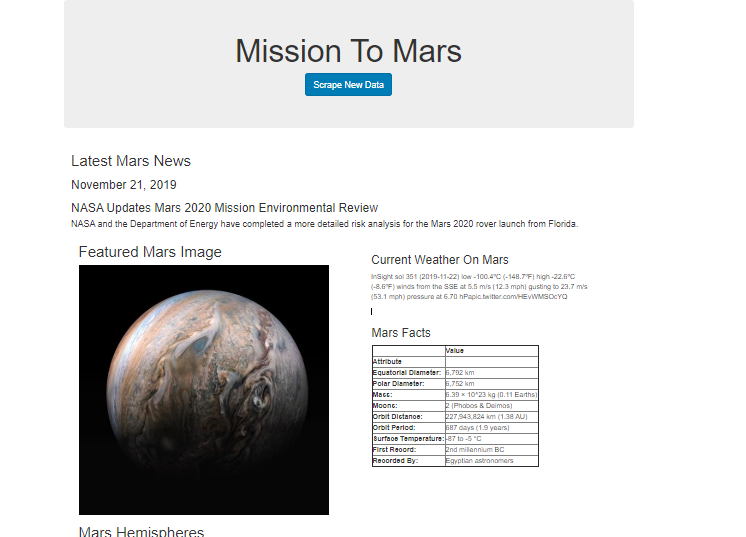 Mission To Mars
Scrape New Data
Latest Mars News
November 21, 2019
NASA Updates Mars 2020 Mission Environmental Review
NASA and the Department of Energy have completed a more detailed risk analysis for the Mars 2020 rover launch from Florida.
Featured Mars Image
Current Weather On Mars
InSight sol 351 (2019-11-22) low -100.4ºC (-148.7ºF) high -22.6ºC
(-8.6ºF) winds from the SSE at 5.5 m/s (12.3 mph) gusting to 23.7 m/s
(53.1 mph) pressure at 6.70 hPapic.twitter.com/HEvWMSOcYQ
Mars Facts
Value
Attribute
Equatorial Diameter: 6,792 km
Polar Diameter: 6,752 km
Mass: 6.39 × 10^23 kg (0.11 Earths)
Moons: 2 (Phobos & Deimos)
Orbit Distance: 227,943,824 km (1.38 AU)
Orbit Period: 687 days (1.9 years)
Surface Temperature: -87 to -5 °C
First Record: 2nd millennium BC
Recorded By: Egyptian astronomers
Mars Hemispheres